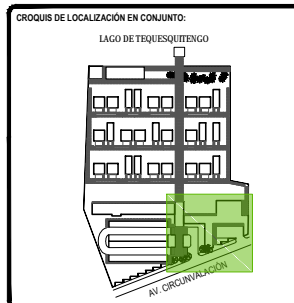 CROQUIS DE LOCALIZACIÓN EN CONJUNTO:
LAGO DE TEQUESQUITENGO
AV. CIRCUNVALACIÓN